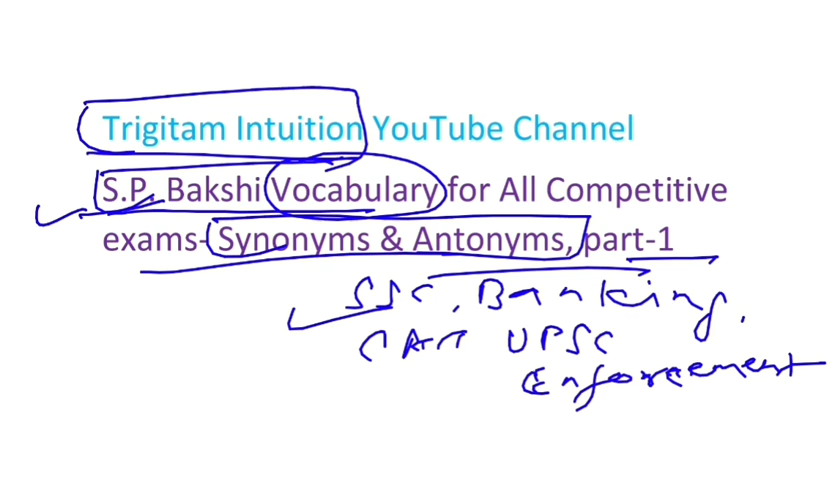 Trigitam Intuition YouTube Channel
S.P. Bakshi Vocabulary for All Competitive
exams- Synonyms & Antonyms, part-1
SSC, Banking,
CAT UPSC
Enforcement